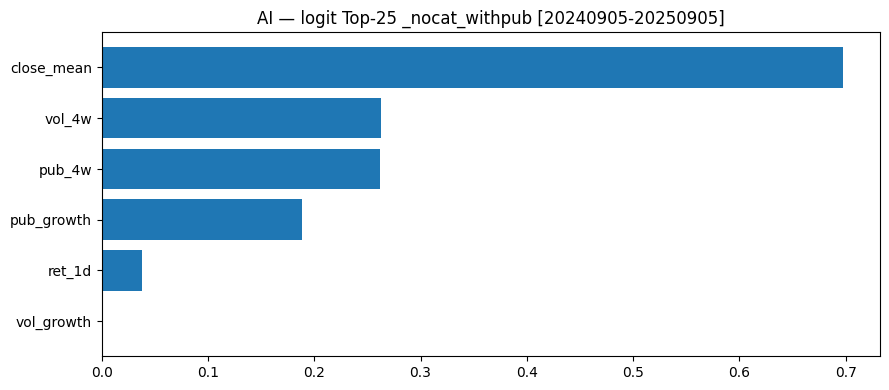 AI — logit Top-25 _nocat_withpub [20240905-20250905]
close_mean
vol_4w
pub_4w
pub_growth
ret_1d
vol_growth
0.0 0.1 0.2 0.3 0.4 0.5 0.6 0.7